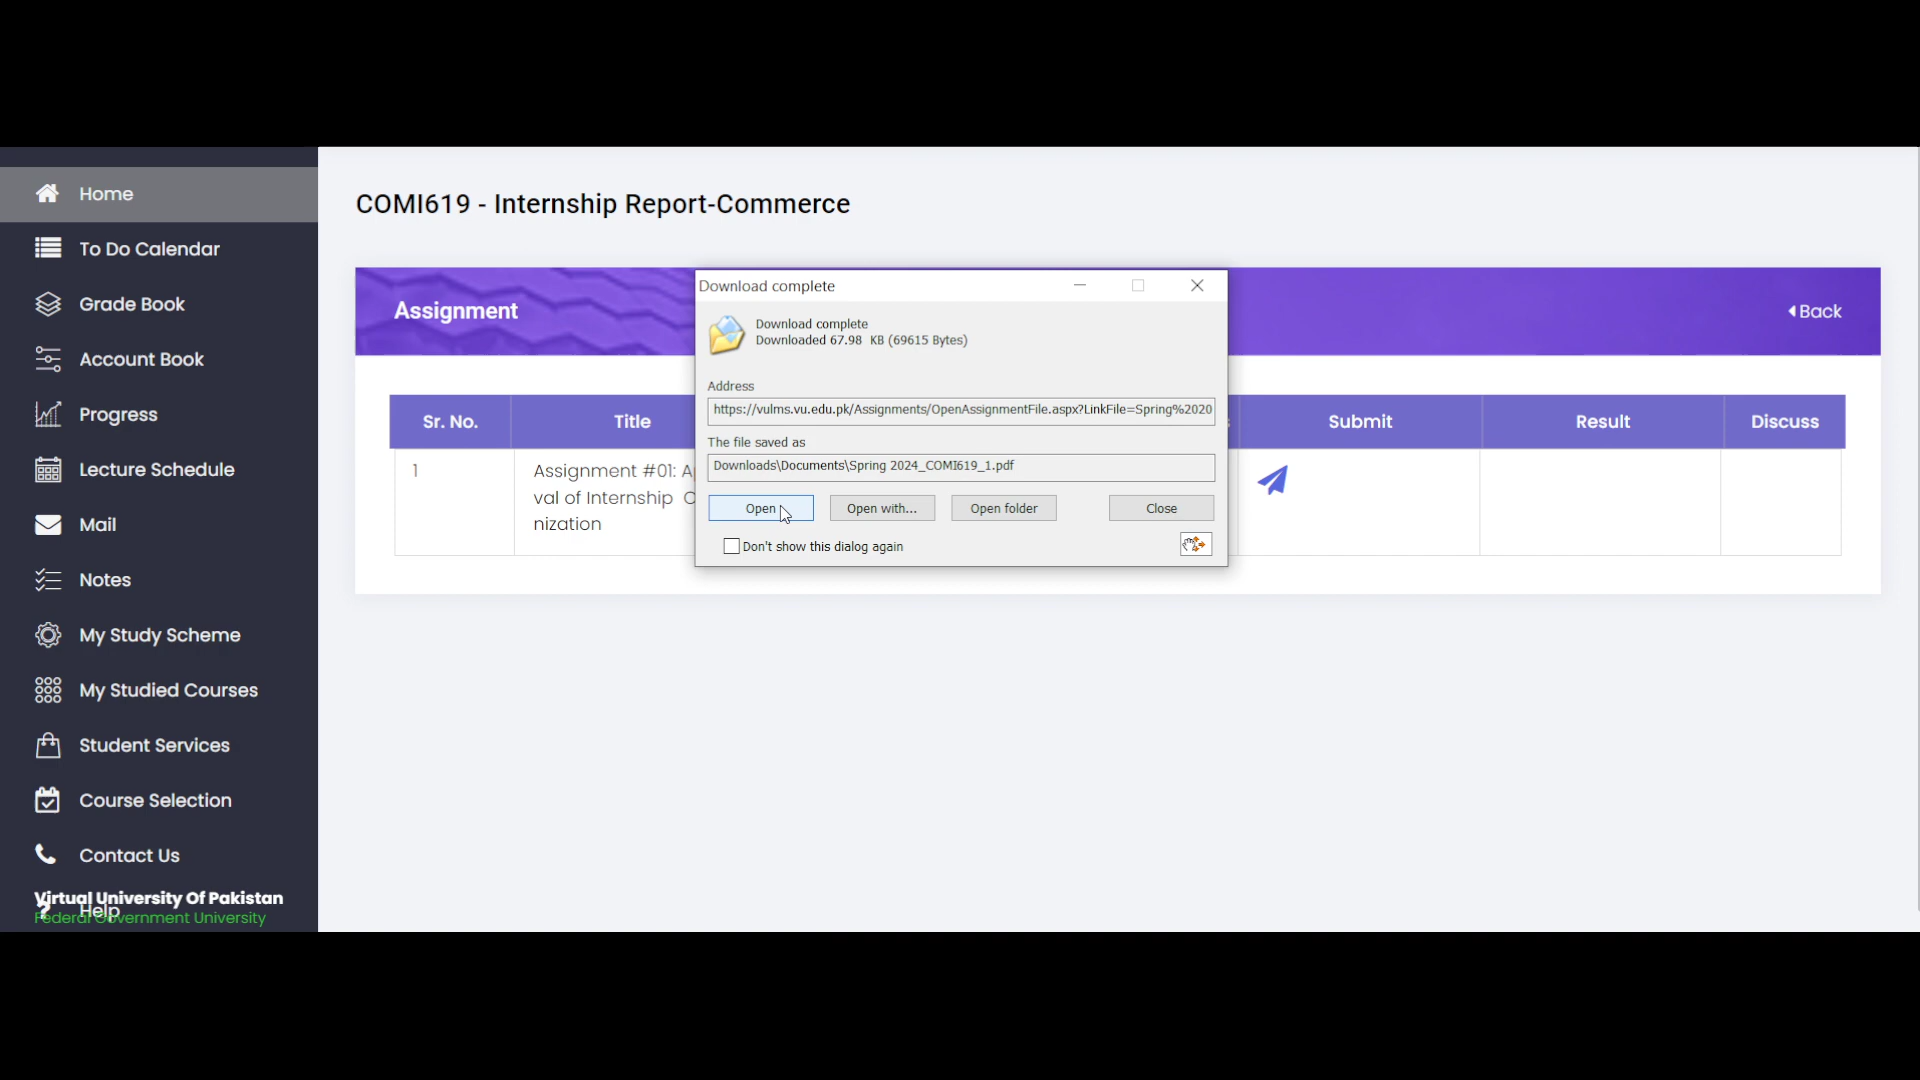 Home
To Do Calendar
Grade Book
Account Book
Progress
Lecture Schedule
Mail
Notes
My Study Scheme
My Studied Courses
Student Services
Course Selection
Contact Us
Virtual University Of Pakistan
Help
Federal Government University
COMI619 - Internship Report-Commerce
Assignment
Back
Sr. No.
Title
Submit
Result
Discuss
1
Assignment #01: A
val of Internship
nization
Download complete
Download complete
Downloaded 67.98 KB (69615 Bytes)
Address
https://vulms.vu.edu.pk/Assignments/OpenAssignmentFile.aspx?LinkFile=Spring%2020
The file saved as
Downloads\Documents\Spring 2024_COMI619_1.pdf
Open
Open with...
Open folder
Close
Don't show this dialog again